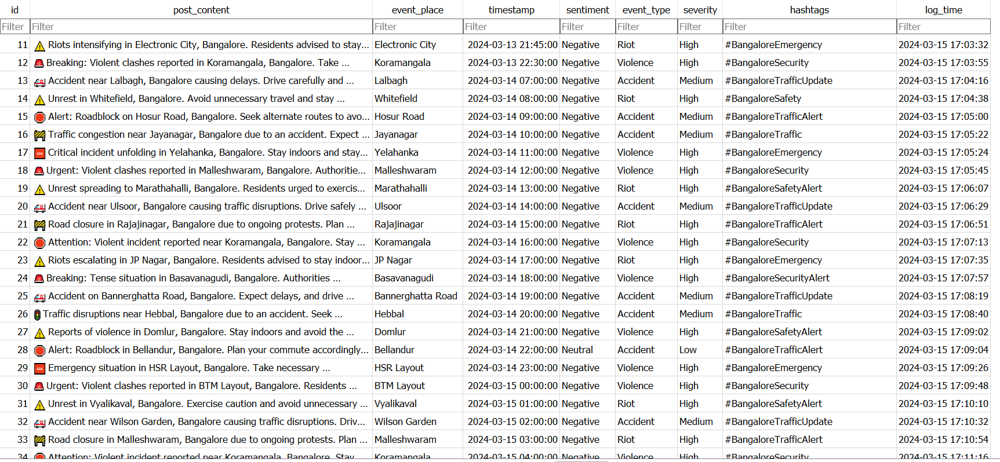 id post_content event_place timestamp sentiment event_type severity hashtags log_time
Filter Filter Filter Filter Filter Filter Filter Filter Filter
11 ⚠️ Riots intensifying in Electronic City, Bangalore. Residents advised to stay... Electronic City 2024-03-13 21:45:00 Negative Riot High #BangaloreEmergency 2024-03-15 17:03:32
12 🚨 Breaking: Violent clashes reported in Koramangala, Bangalore. Take ... Koramangala 2024-03-13 22:30:00 Negative Violence High #BangaloreSecurity 2024-03-15 17:03:55
13 🚑 Accident near Lalbagh, Bangalore causing delays. Drive carefully and ... Lalbagh 2024-03-14 07:00:00 Negative Accident Medium #BangaloreTrafficUpdate 2024-03-15 17:04:16
14 ⚠️ Unrest in Whitefield, Bangalore. Avoid unnecessary travel and stay ... Whitefield 2024-03-14 08:00:00 Negative Riot High #BangaloreSafety 2024-03-15 17:04:38
15 🛑 Alert: Roadblock on Hosur Road, Bangalore. Seek alternate routes to avo... Hosur Road 2024-03-14 09:00:00 Negative Accident Medium #BangaloreTrafficAlert 2024-03-15 17:05:00
16 🚧 Traffic congestion near Jayanagar, Bangalore due to an accident. Expect ... Jayanagar 2024-03-14 10:00:00 Negative Accident Medium #BangaloreTraffic 2024-03-15 17:05:22
17 🆘 Critical incident unfolding in Yelahanka, Bangalore. Stay indoors and stay... Yelahanka 2024-03-14 11:00:00 Negative Violence High #BangaloreEmergency 2024-03-15 17:05:24
18 🚨 Urgent: Violent clashes reported in Malleshwaram, Bangalore. Authoritie... Malleshwaram 2024-03-14 12:00:00 Negative Violence High #BangaloreSecurity 2024-03-15 17:05:45
19 ⚠️ Unrest spreading to Marathahalli, Bangalore. Residents urged to exercis... Marathahalli 2024-03-14 13:00:00 Negative Riot High #BangaloreSafetyAlert 2024-03-15 17:06:07
20 🚑 Accident near Ulsoor, Bangalore causing traffic disruptions. Drive safely ... Ulsoor 2024-03-14 14:00:00 Negative Accident Medium #BangaloreTrafficUpdate 2024-03-15 17:06:29
21 🚧 Road closure in Rajajinagar, Bangalore due to ongoing protests. Plan ... Rajajinagar 2024-03-14 15:00:00 Negative Riot High #BangaloreTrafficAlert 2024-03-15 17:06:51
22 🛑 Attention: Violent incident reported near Koramangala, Bangalore. Stay ... Koramangala 2024-03-14 16:00:00 Negative Violence High #BangaloreSecurity 2024-03-15 17:07:13
23 ⚠️ Riots escalating in JP Nagar, Bangalore. Residents advised to stay indoor... JP Nagar 2024-03-14 17:00:00 Negative Riot High #BangaloreEmergency 2024-03-15 17:07:35
24 🚨 Breaking: Tense situation in Basavanagudi, Bangalore. Authorities ... Basavanagudi 2024-03-14 18:00:00 Negative Violence High #BangaloreSecurityAlert 2024-03-15 17:07:57
25 🚑 Accident on Bannerghatta Road, Bangalore. Expect delays, and drive ... Bannerghatta Road 2024-03-14 19:00:00 Negative Accident Medium #BangaloreTrafficUpdate 2024-03-15 17:08:19
26 🚦 Traffic disruptions near Hebbal, Bangalore due to an accident. Seek ... Hebbal 2024-03-14 20:00:00 Negative Accident Medium #BangaloreTraffic 2024-03-15 17:08:40
27 ⚠️ Reports of violence in Domlur, Bangalore. Stay indoors and avoid the ... Domlur 2024-03-14 21:00:00 Negative Violence High #BangaloreSafetyAlert 2024-03-15 17:09:02
28 🛑 Alert: Roadblock in Bellandur, Bangalore. Plan your commute accordingly... Bellandur 2024-03-14 22:00:00 Neutral Accident Low #BangaloreTrafficAlert 2024-03-15 17:09:04
29 🆘 Emergency situation in HSR Layout, Bangalore. Take necessary ... HSR Layout 2024-03-14 23:00:00 Negative Violence High #BangaloreEmergency 2024-03-15 17:09:26
30 🚨 Urgent: Violent clashes reported in BTM Layout, Bangalore. Residents ... BTM Layout 2024-03-15 00:00:00 Negative Violence High #BangaloreSecurity 2024-03-15 17:09:48
31 ⚠️ Unrest in Vyalikaval, Bangalore. Exercise caution and avoid unnecessary ... Vyalikaval 2024-03-15 01:00:00 Negative Riot High #BangaloreSafetyAlert 2024-03-15 17:10:10
32 🚑 Accident near Wilson Garden, Bangalore causing traffic disruptions. Driv... Wilson Garden 2024-03-15 02:00:00 Negative Accident Medium #BangaloreTrafficUpdate 2024-03-15 17:10:32
33 🚧 Road closure in Malleshwaram, Bangalore due to ongoing protests. Plan ... Malleshwaram 2024-03-15 03:00:00 Negative Riot High #BangaloreTrafficAlert 2024-03-15 17:10:54
34 🛑 Attention: Violent incident reported near Koramangala, Bangalore. Stay ... Koramangala 2024-03-15 04:00:00 Negative Violence High #BangaloreSecurity 2024-03-15 17:11:16